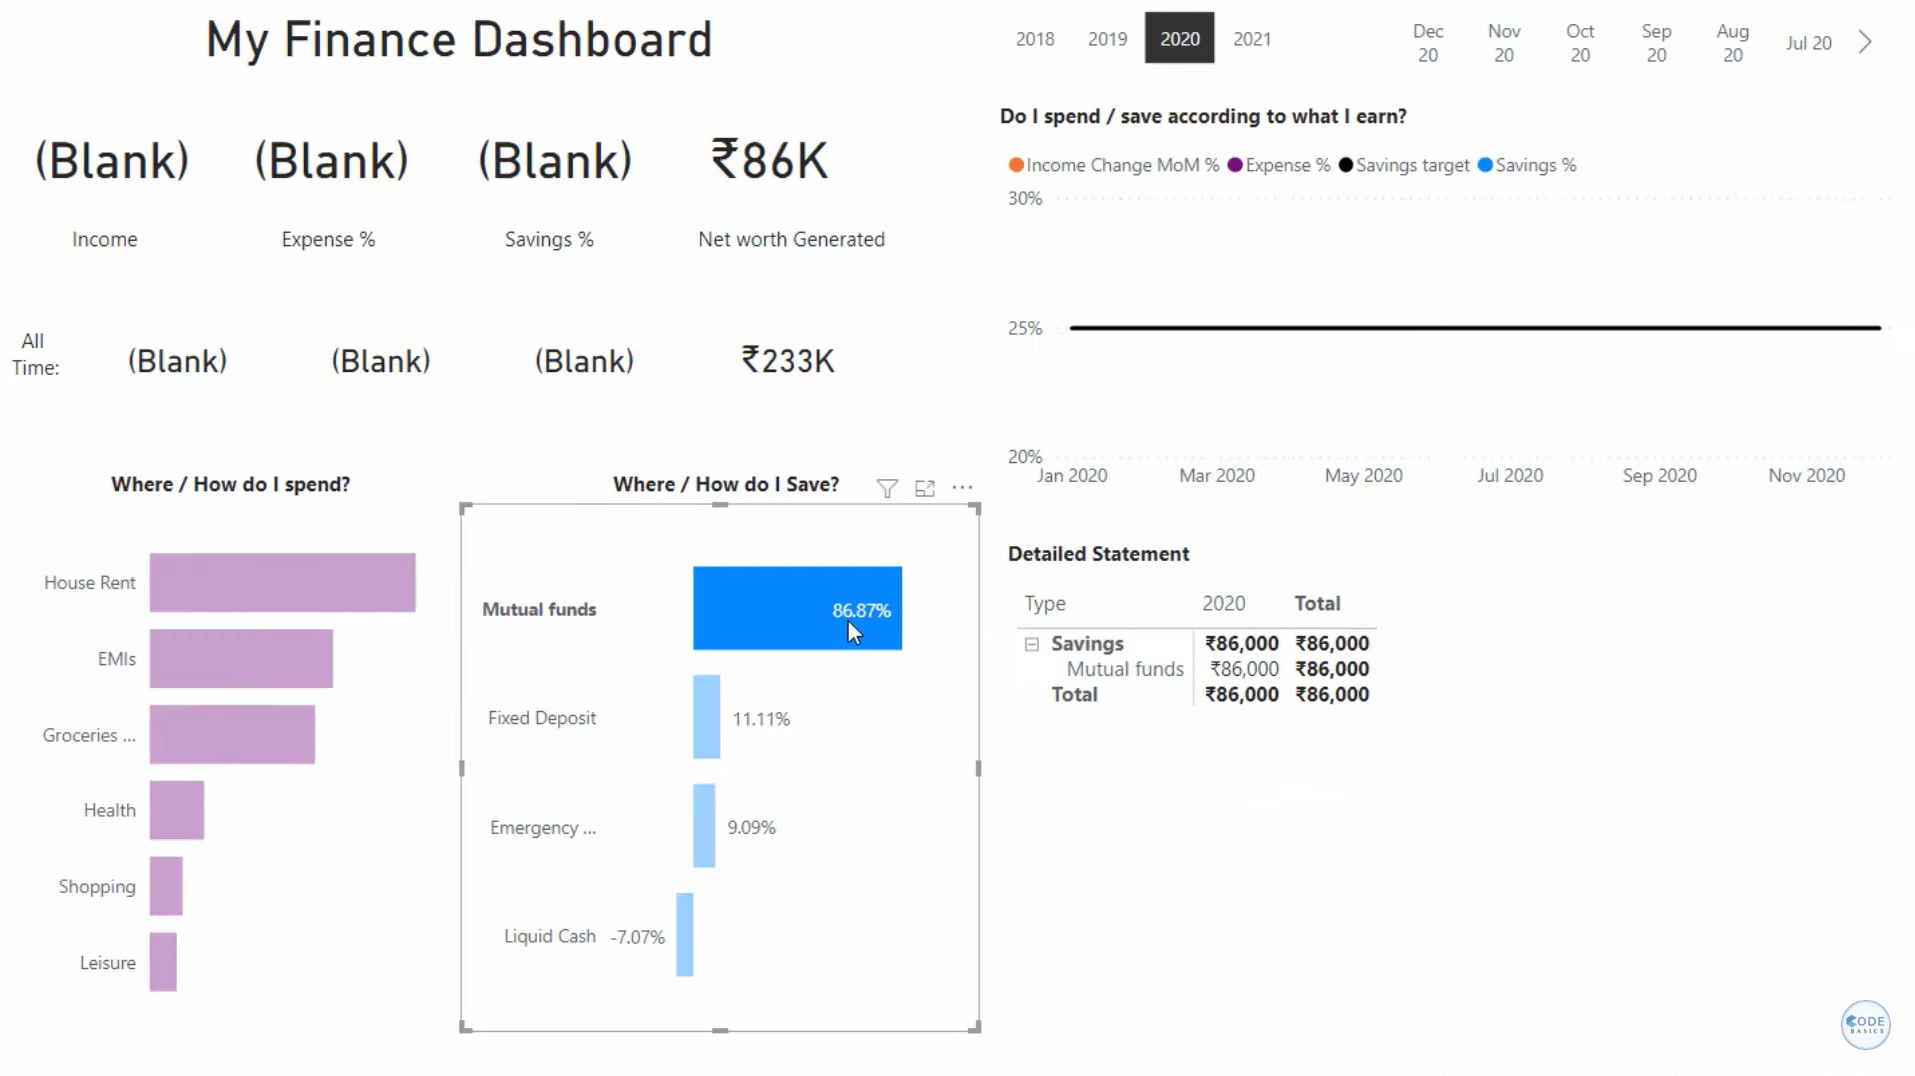 My Finance Dashboard
2018 2019 2020 2021
Dec 20 Nov 20 Oct 20 Sep 20 Aug 20 Jul 20
(Blank) (Blank) (Blank) ₹86K
Income Expense % Savings % Net worth Generated
All Time: (Blank) (Blank) (Blank) ₹233K
Do I spend / save according to what I earn?
Income Change MoM % Expense % Savings target Savings %
30%
25%
20%
Jan 2020 Mar 2020 May 2020 Jul 2020 Sep 2020 Nov 2020
Where / How do I spend?
House Rent
EMIs
Groceries ...
Health
Shopping
Leisure
Where / How do I Save?
Mutual funds 86.87%
Fixed Deposit 11.11%
Emergency ... 9.09%
Liquid Cash -7.07%
Detailed Statement
Type 2020 Total
Savings ₹86,000 ₹86,000
Mutual funds ₹86,000 ₹86,000
Total ₹86,000 ₹86,000
CODE
BASICS